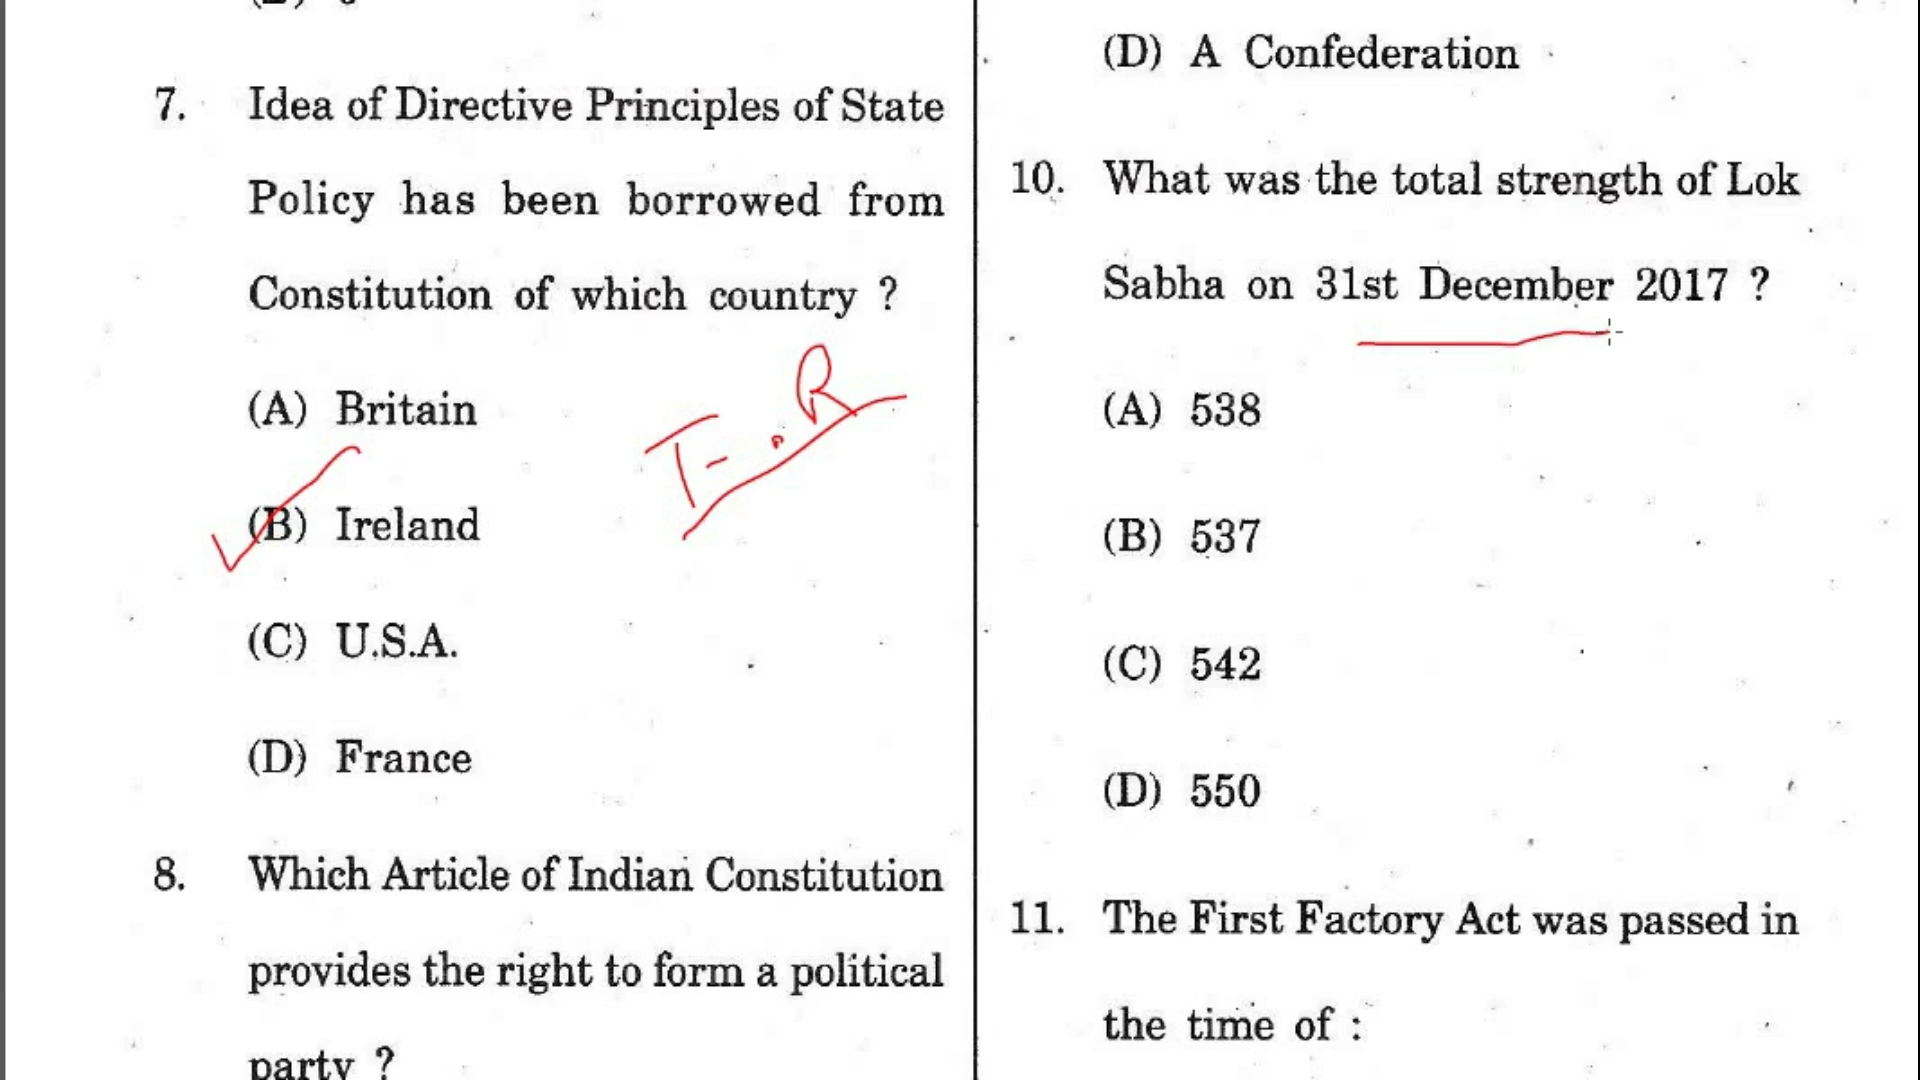 7. Idea of Directive Principles of State
Policy has been borrowed from
Constitution of which country ?
(A) Britain
(B) Ireland
(C) U.S.A.
(D) France
8. Which Article of Indian Constitution
provides the right to form a political
party ?
(D) A Confederation
10. What was the total strength of Lok
Sabha on 31st December 2017 ?
(A) 538
(B) 537
(C) 542
(D) 550
11. The First Factory Act was passed in
the time of :